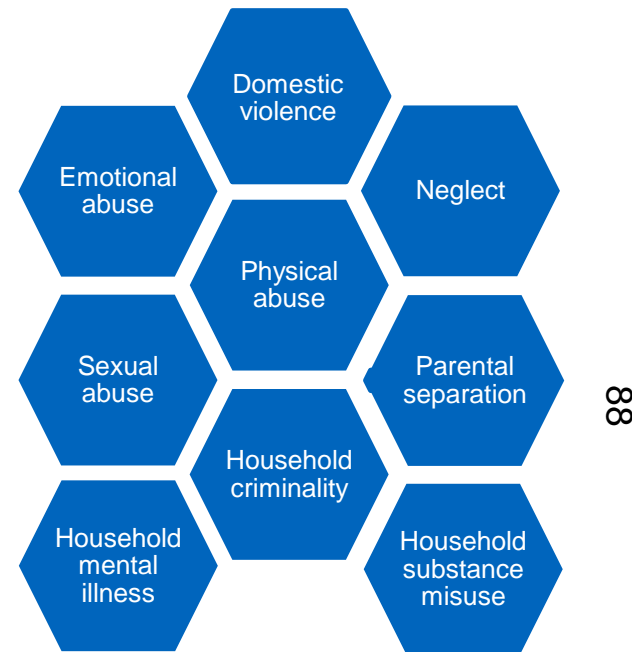 Domestic
violence
Emotional
abuse
Neglect
Physical
abuse
Sexual
abuse
Parental
separation
Household
criminality
Household
mental
illness
Household
substance
misuse
88